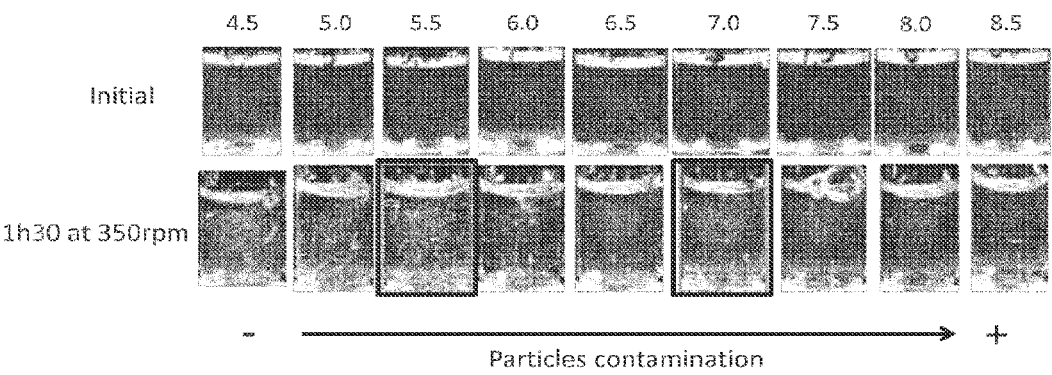 4.5 5.0 5.5 6.0 6.5 7.0 7.5 8.0 8.5
Initial
1h30 at 350rpm
- +
Particles contamination